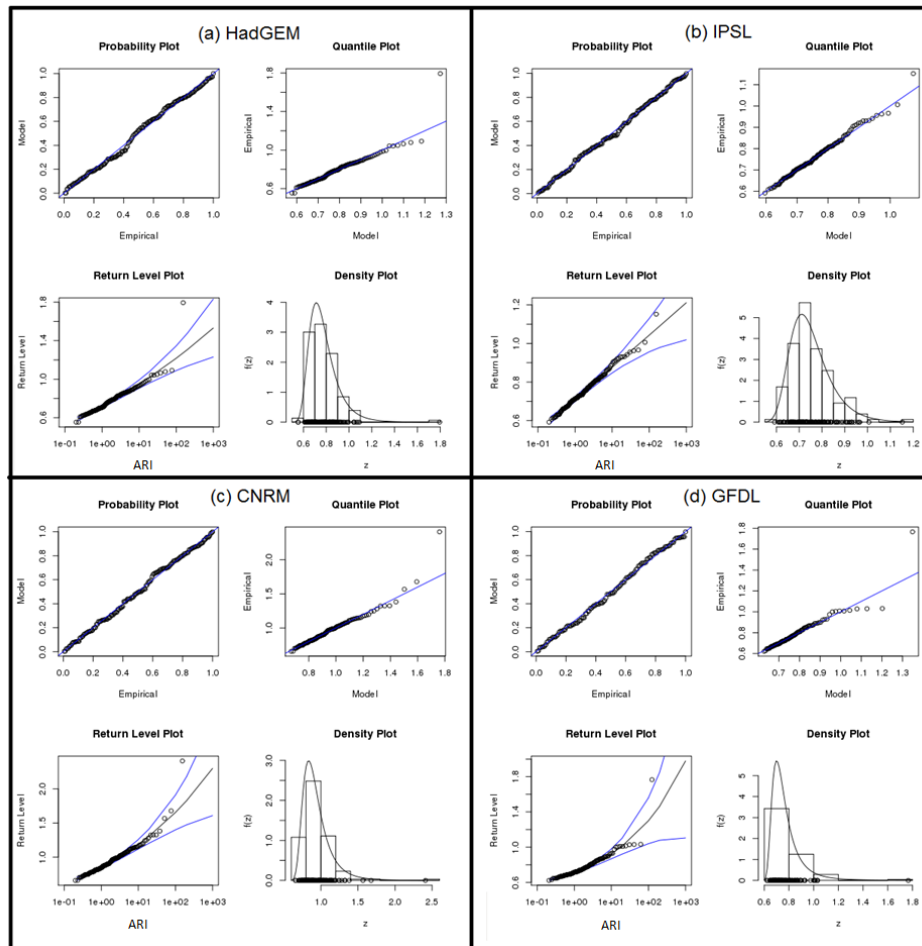 (a) HadGEM
Probability Plot
Model
0.0 0.2 0.4 0.6 0.8 1.0
0.0 0.2 0.4 0.6 0.8 1.0
Empirical
Quantile Plot
Empirical
0.6 1.0 1.4 1.8
0.6 0.7 0.8 0.9 1.0 1.1 1.2 1.3
Model
Return Level Plot
Return Level
0.6 1.0 1.4 1.8
1e-01 1e+00 1e+01 1e+02 1e+03
ARI
Density Plot
f(z)
0 1 2 3 4
0.6 0.8 1.0 1.2 1.4 1.6 1.8
z
(b) IPSL
Probability Plot
Model
0.0 0.2 0.4 0.6 0.8 1.0
0.0 0.2 0.4 0.6 0.8 1.0
Empirical
Quantile Plot
Empirical
0.6 0.7 0.8 0.9 1.0 1.1
0.6 0.7 0.8 0.9 1.0
Model
Return Level Plot
Return Level
0.6 0.8 1.0 1.2
1e-01 1e+00 1e+01 1e+02 1e+03
ARI
Density Plot
f(z)
0 1 2 3 4 5
0.6 0.7 0.8 0.9 1.0 1.1 1.2
z
(c) CNRM
Probability Plot
Model
0.0 0.2 0.4 0.6 0.8 1.0
0.0 0.2 0.4 0.6 0.8 1.0
Empirical
Quantile Plot
Empirical
1.0 1.5 2.0
0.8 1.0 1.2 1.4 1.6 1.8
Model
Return Level Plot
Return Level
1.0 1.5 2.0
1e-01 1e+00 1e+01 1e+02 1e+03
ARI
Density Plot
f(z)
0.0 1.0 2.0 3.0
1.0 1.5 2.0 2.5
z
(d) GFDL
Probability Plot
Model
0.0 0.2 0.4 0.6 0.8 1.0
0.0 0.2 0.4 0.6 0.8 1.0
Empirical
Quantile Plot
Empirical
0.6 0.8 1.0 1.2 1.4 1.6 1.8
0.7 0.9 1.1 1.3
Model
Return Level Plot
Return Level
0.6 1.0 1.4 1.8
1e-01 1e+00 1e+01 1e+02 1e+03
ARI
Density Plot
f(z)
0 1 2 3 4 5
0.6 0.8 1.0 1.2 1.4 1.6 1.8
z